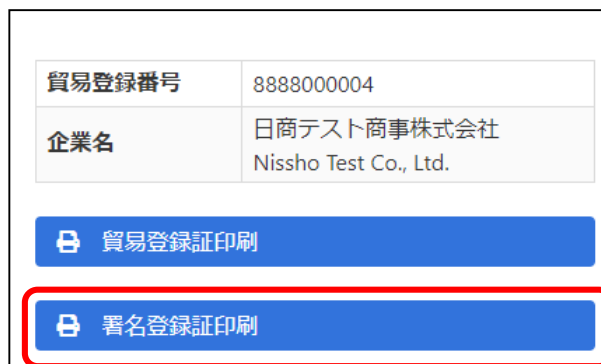 貿易登録番号 8888000004
企業名 日商テスト商事株式会社
Nissho Test Co., Ltd.
貿易登録証印刷
署名登録証印刷